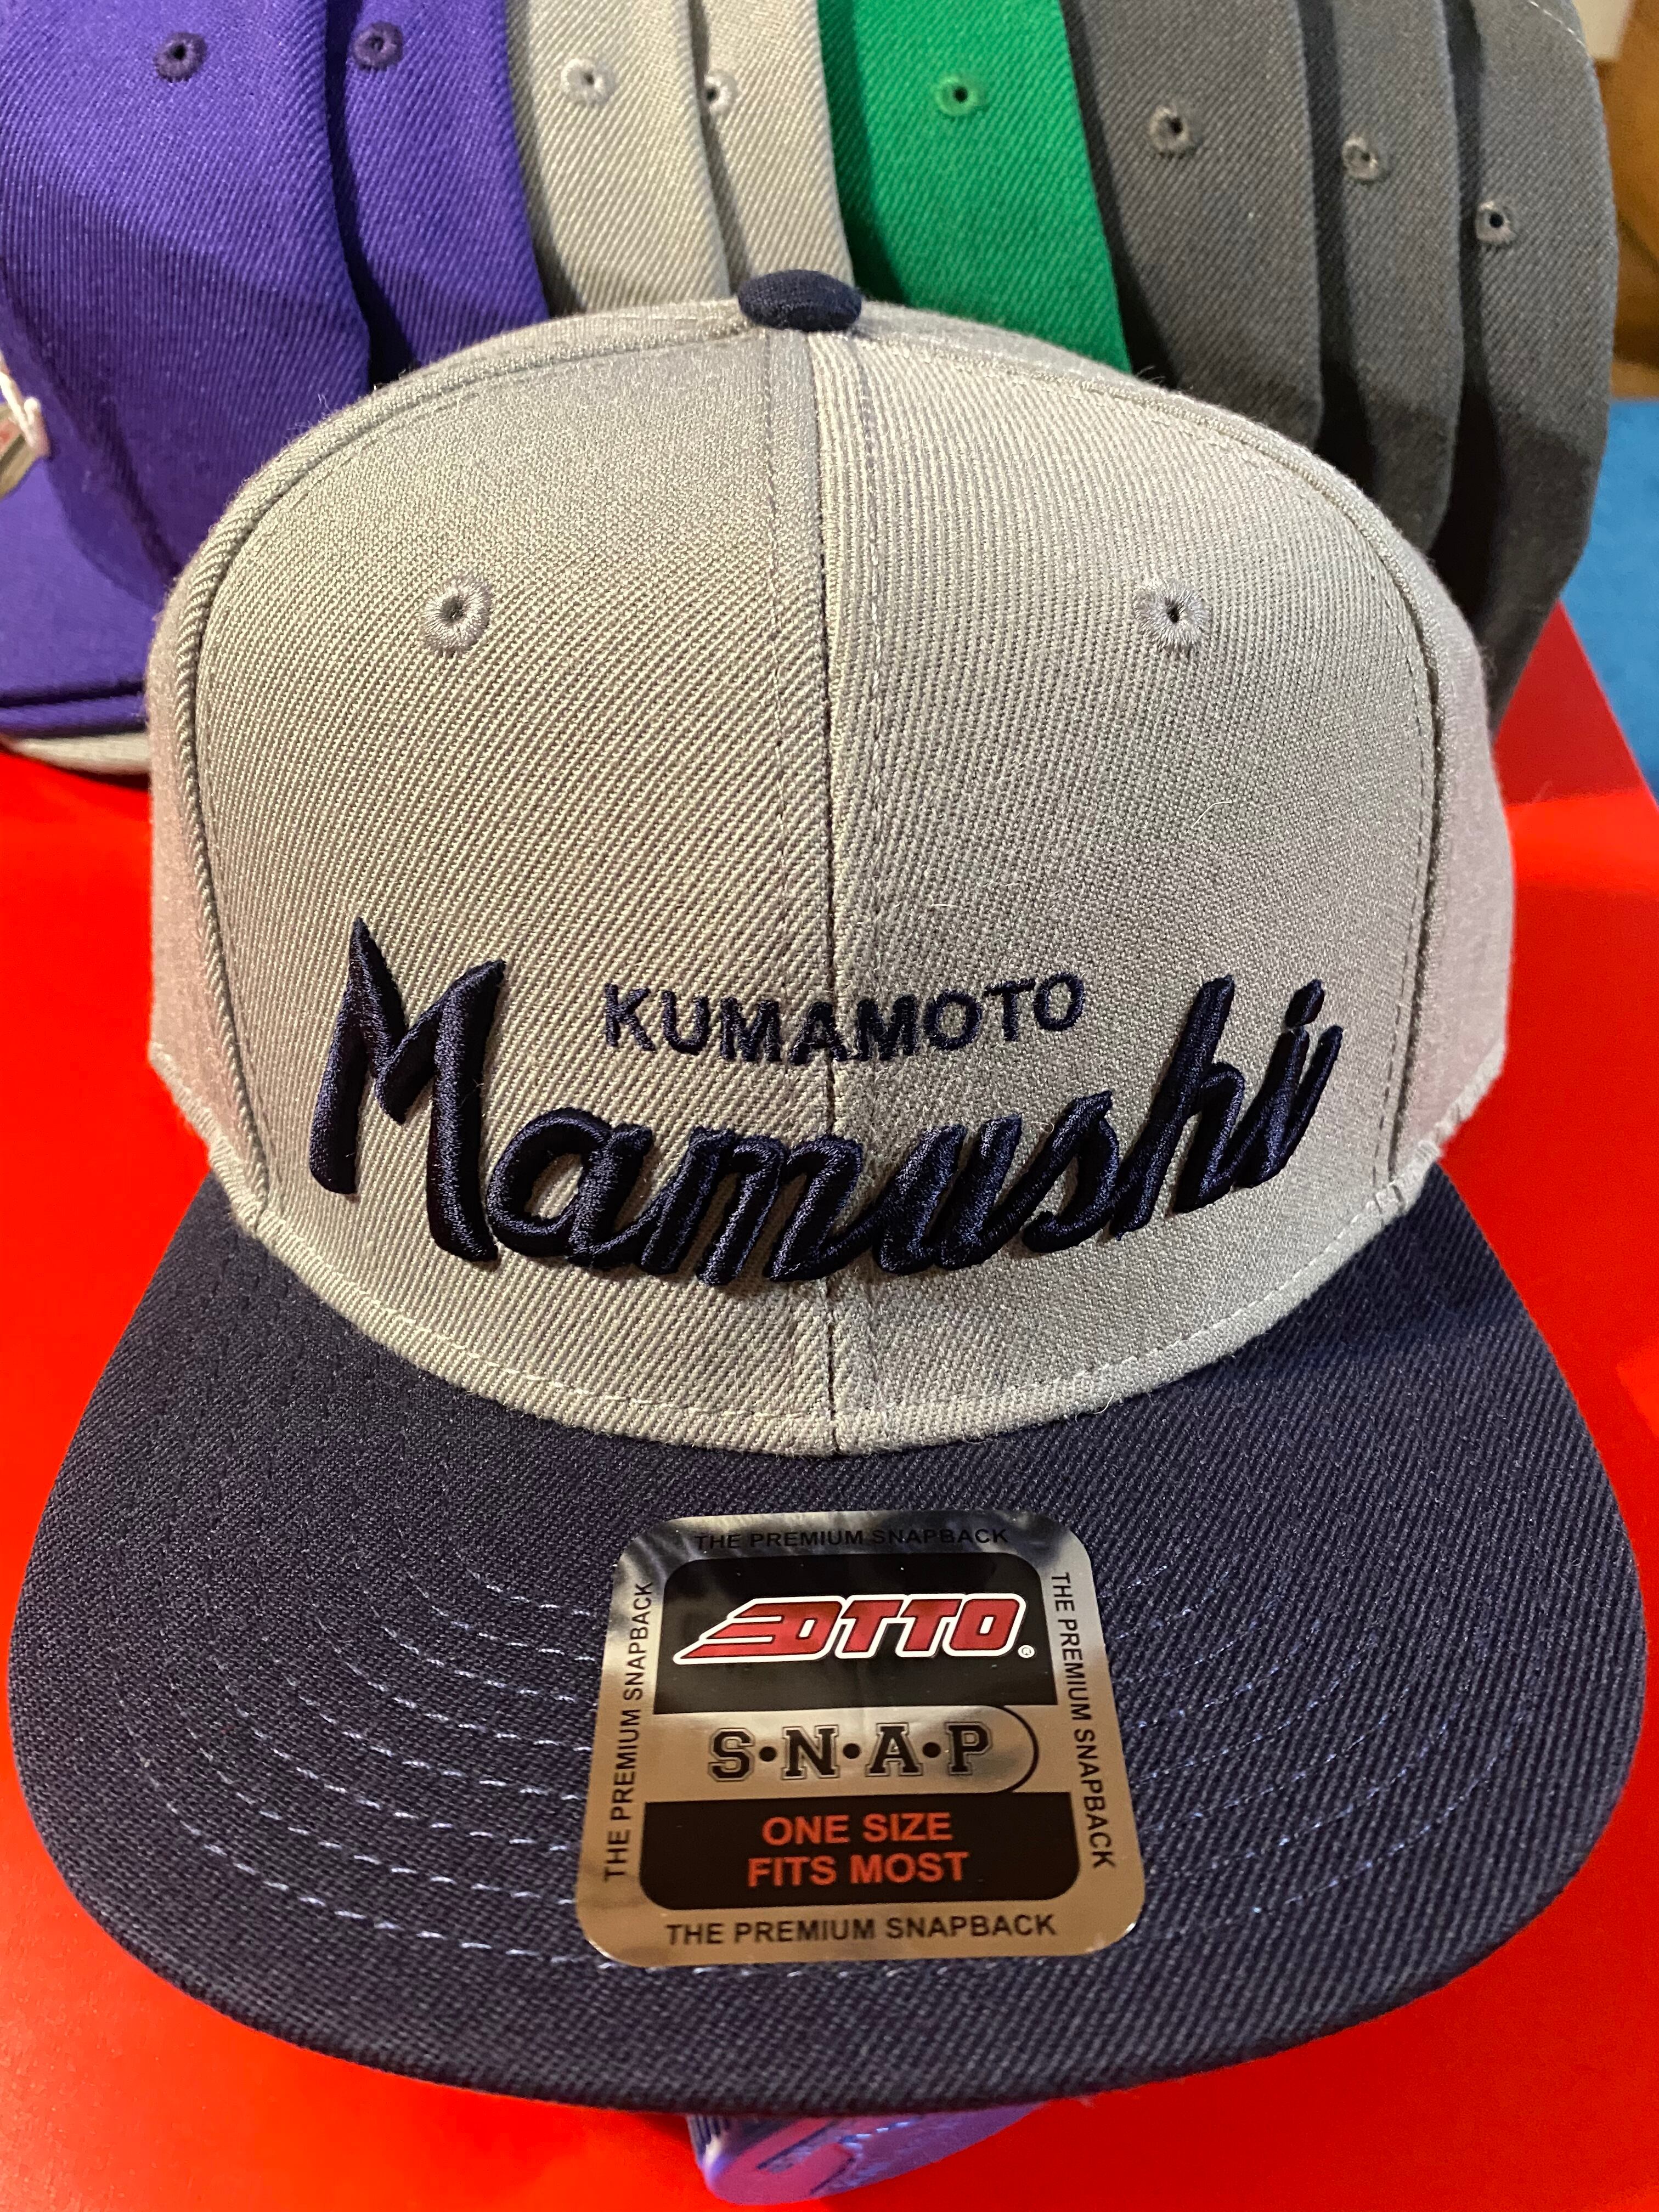 KUMAMOTO
Mamushi
THE PREMIUM SNAPBACK
THE PREMIUM SNAPBACK
OTTO®
THE PREMIUM SNAPBACK
S•N•A•P
ONE SIZE
FITS MOST
THE PREMIUM SNAPBACK